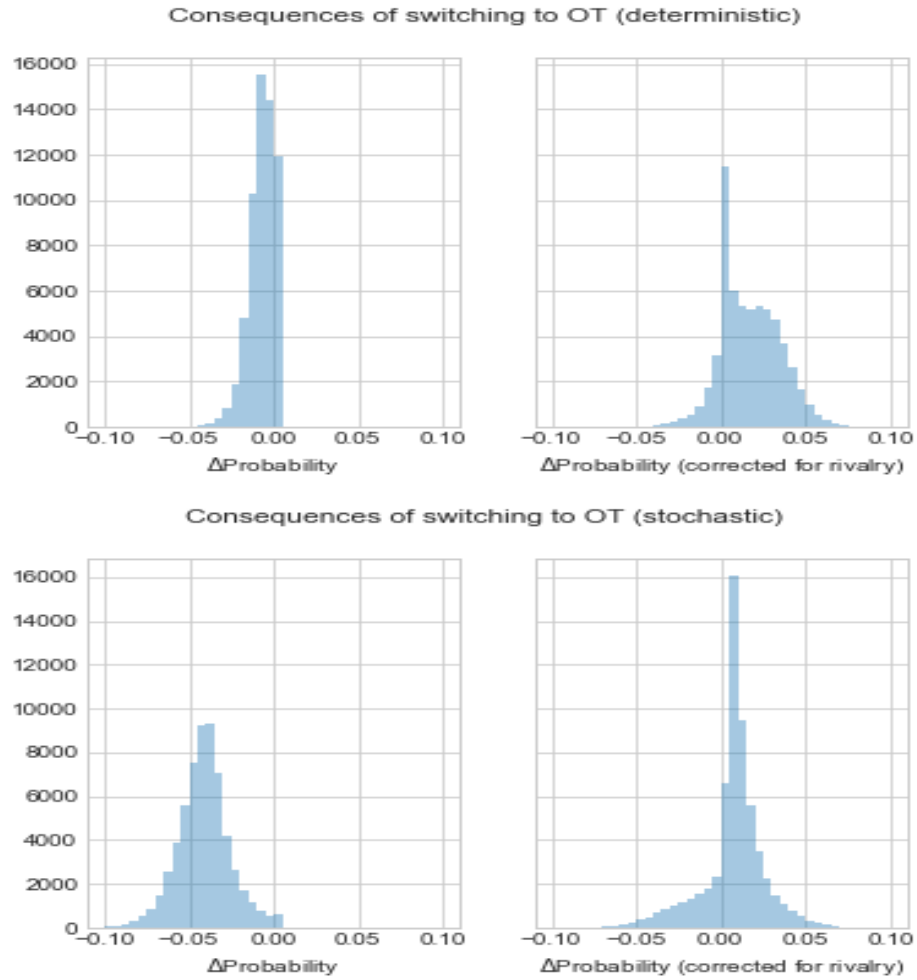 Consequences of switching to OT (deterministic)
16000
14000
12000
10000
8000
6000
4000
2000
0
−0.10 −0.05 0.00 0.05 0.10
−0.10 −0.05 0.00 0.05 0.10
ΔProbability
ΔProbability (corrected for rivalry)
Consequences of switching to OT (stochastic)
16000
14000
12000
10000
8000
6000
4000
2000
0
−0.10 −0.05 0.00 0.05 0.10
−0.10 −0.05 0.00 0.05 0.10
ΔProbability
ΔProbability (corrected for rivalry)